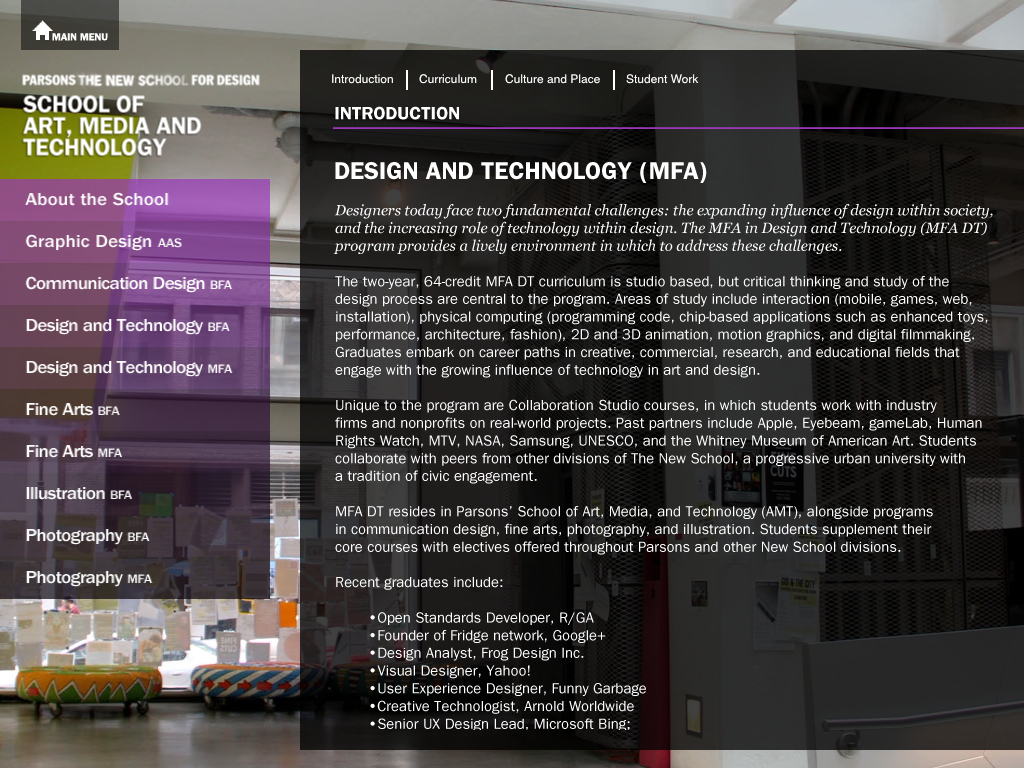 MAIN MENU
PARSONS THE NEW SCHOOL FOR DESIGN
SCHOOL OF
ART, MEDIA AND
TECHNOLOGY
About the School
Graphic Design AAS
Communication Design BFA
Design and Technology BFA
Design and Technology MFA
Fine Arts BFA
Fine Arts MFA
Illustration BFA
Photography BFA
Photography MFA
Introduction
Curriculum
Culture and Place
Student Work
INTRODUCTION
DESIGN AND TECHNOLOGY (MFA)
Designers today face two fundamental challenges: the expanding influence of design within society,
and the increasing role of technology within design. The MFA in Design and Technology (MFA DT)
program provides a lively environment in which to address these challenges.
The two-year, 64-credit MFA DT curriculum is studio based, but critical thinking and study of the
design process are central to the program. Areas of study include interaction (mobile, games, web,
installation), physical computing (programming code, chip-based applications such as enhanced toys,
performance, architecture, fashion), 2D and 3D animation, motion graphics, and digital filmmaking.
Graduates embark on career paths in creative, commercial, research, and educational fields that
engage with the growing influence of technology in art and design.
Unique to the program are Collaboration Studio courses, in which students work with industry
firms and nonprofits on real-world projects. Past partners include Apple, Eyebeam, gameLab, Human
Rights Watch, MTV, NASA, Samsung, UNESCO, and the Whitney Museum of American Art. Students
collaborate with peers from other divisions of The New School, a progressive urban university with
a tradition of civic engagement.
MFA DT resides in Parsons' School of Art, Media, and Technology (AMT), alongside programs
in communication design, fine arts, photography, and illustration. Students supplement their
core courses with electives offered throughout Parsons and other New School divisions.
Recent graduates include:
•Open Standards Developer, R/GA
•Founder of Fridge network, Google+
•Design Analyst, Frog Design Inc.
•Visual Designer, Yahoo!
•User Experience Designer, Funny Garbage
•Creative Technologist, Arnold Worldwide
•Senior UX Design Lead, Microsoft Bing;
CUTS